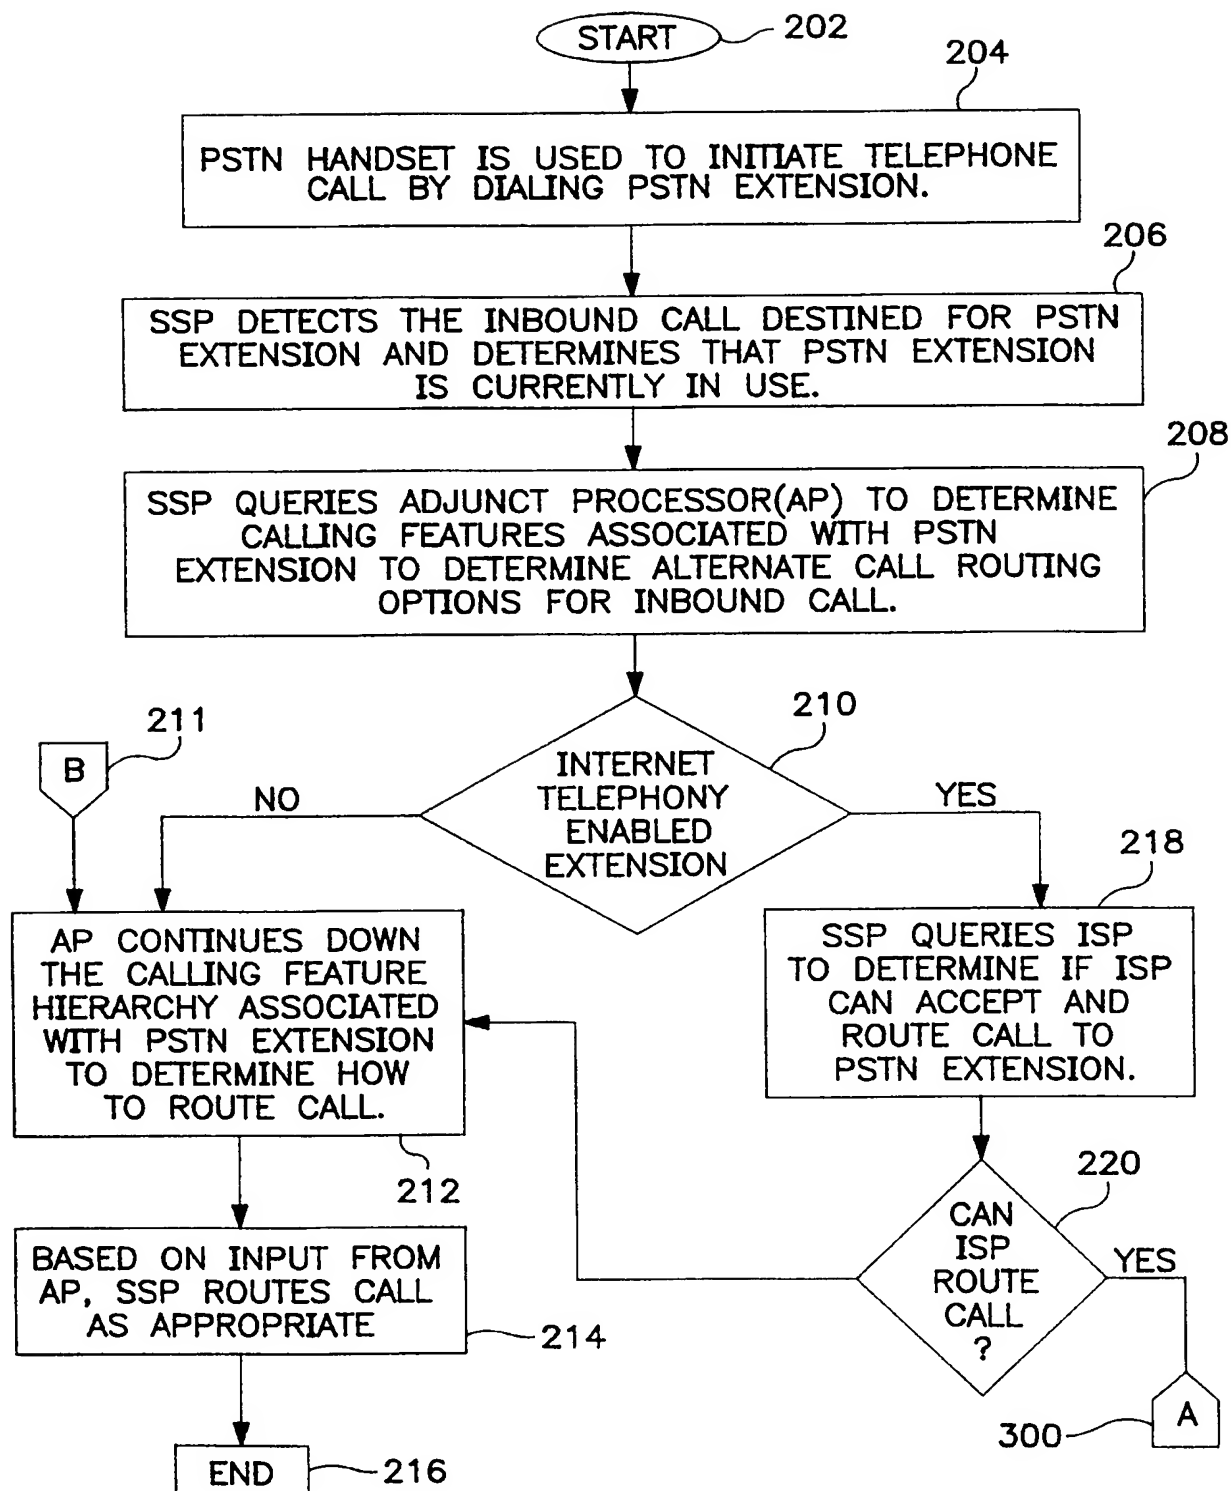 START
202
204
PSTN HANDSET IS USED TO INITIATE TELEPHONE
CALL BY DIALING PSTN EXTENSION.
206
SSP DETECTS THE INBOUND CALL DESTINED FOR PSTN
EXTENSION AND DETERMINES THAT PSTN EXTENSION
IS CURRENTLY IN USE.
208
SSP QUERIES ADJUNCT PROCESSOR(AP) TO DETERMINE
CALLING FEATURES ASSOCIATED WITH PSTN
EXTENSION TO DETERMINE ALTERNATE CALL ROUTING
OPTIONS FOR INBOUND CALL.
210
INTERNET
TELEPHONY
ENABLED
EXTENSION
211
B
NO
YES
218
AP CONTINUES DOWN
THE CALLING FEATURE
HIERARCHY ASSOCIATED
WITH PSTN EXTENSION
TO DETERMINE HOW
TO ROUTE CALL.
212
SSP QUERIES ISP
TO DETERMINE IF ISP
CAN ACCEPT AND
ROUTE CALL TO
PSTN EXTENSION.
220
CAN
ISP
ROUTE
CALL
?
YES
BASED ON INPUT FROM
AP, SSP ROUTES CALL
AS APPROPRIATE
214
A
300
END
216